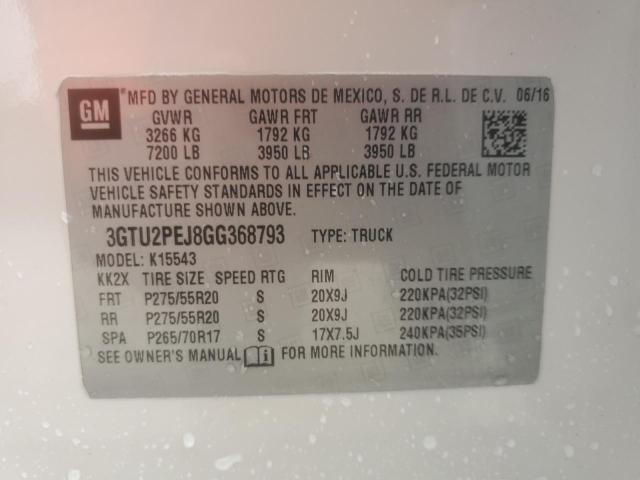 GM *MFD BY GENERAL MOTORS DE MEXICO, S. DE R.L. DE C.V. 06/16
GVWR GAWR FRT GAWR RR
3266 KG 1792 KG 1792 KG
7200 LB 3950 LB 3950 LB
THIS VEHICLE CONFORMS TO ALL APPLICABLE U.S. FEDERAL MOTOR
VEHICLE SAFETY STANDARDS IN EFFECT ON THE DATE OF
MANUFACTURE SHOWN ABOVE.
3GTU2PEJ8GG368793 TYPE: TRUCK
MODEL: K15543
KK2X TIRE SIZE SPEED RTG RIM COLD TIRE PRESSURE
FRT P275/55R20 S 20X9J 220KPA(32PSI)
RR P275/55R20 S 20X9J 220KPA(32PSI)
SPA P265/70R17 S 17X7.5J 240KPA(35PSI)
SEE OWNER'S MANUAL FOR MORE INFORMATION.